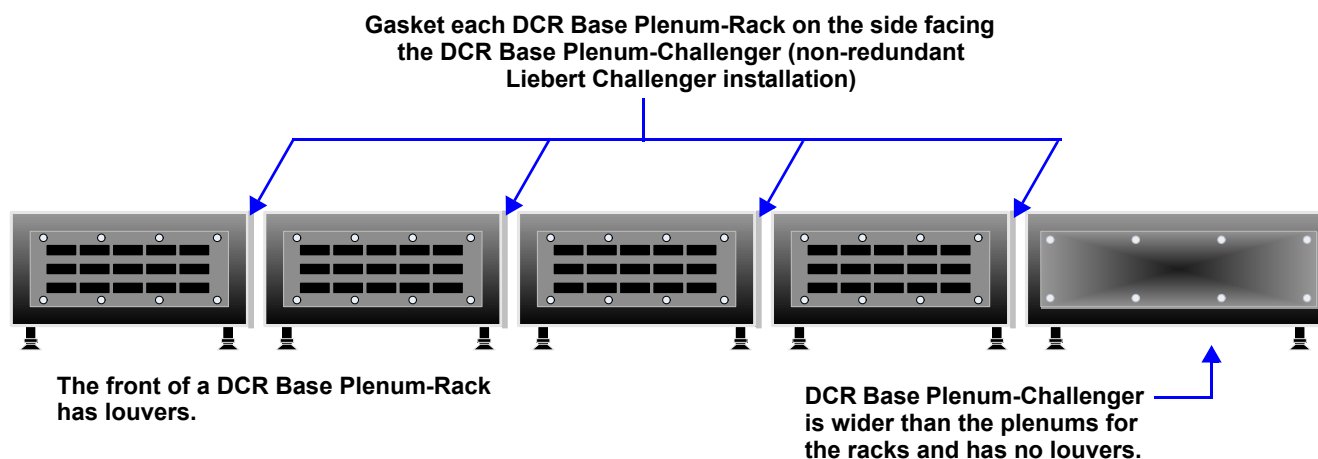 Gasket each DCR Base Plenum-Rack on the side facing
the DCR Base Plenum-Challenger (non-redundant
Liebert Challenger installation)
The front of a DCR Base Plenum-Rack
has louvers.
DCR Base Plenum-Challenger
is wider than the plenums for
the racks and has no louvers.